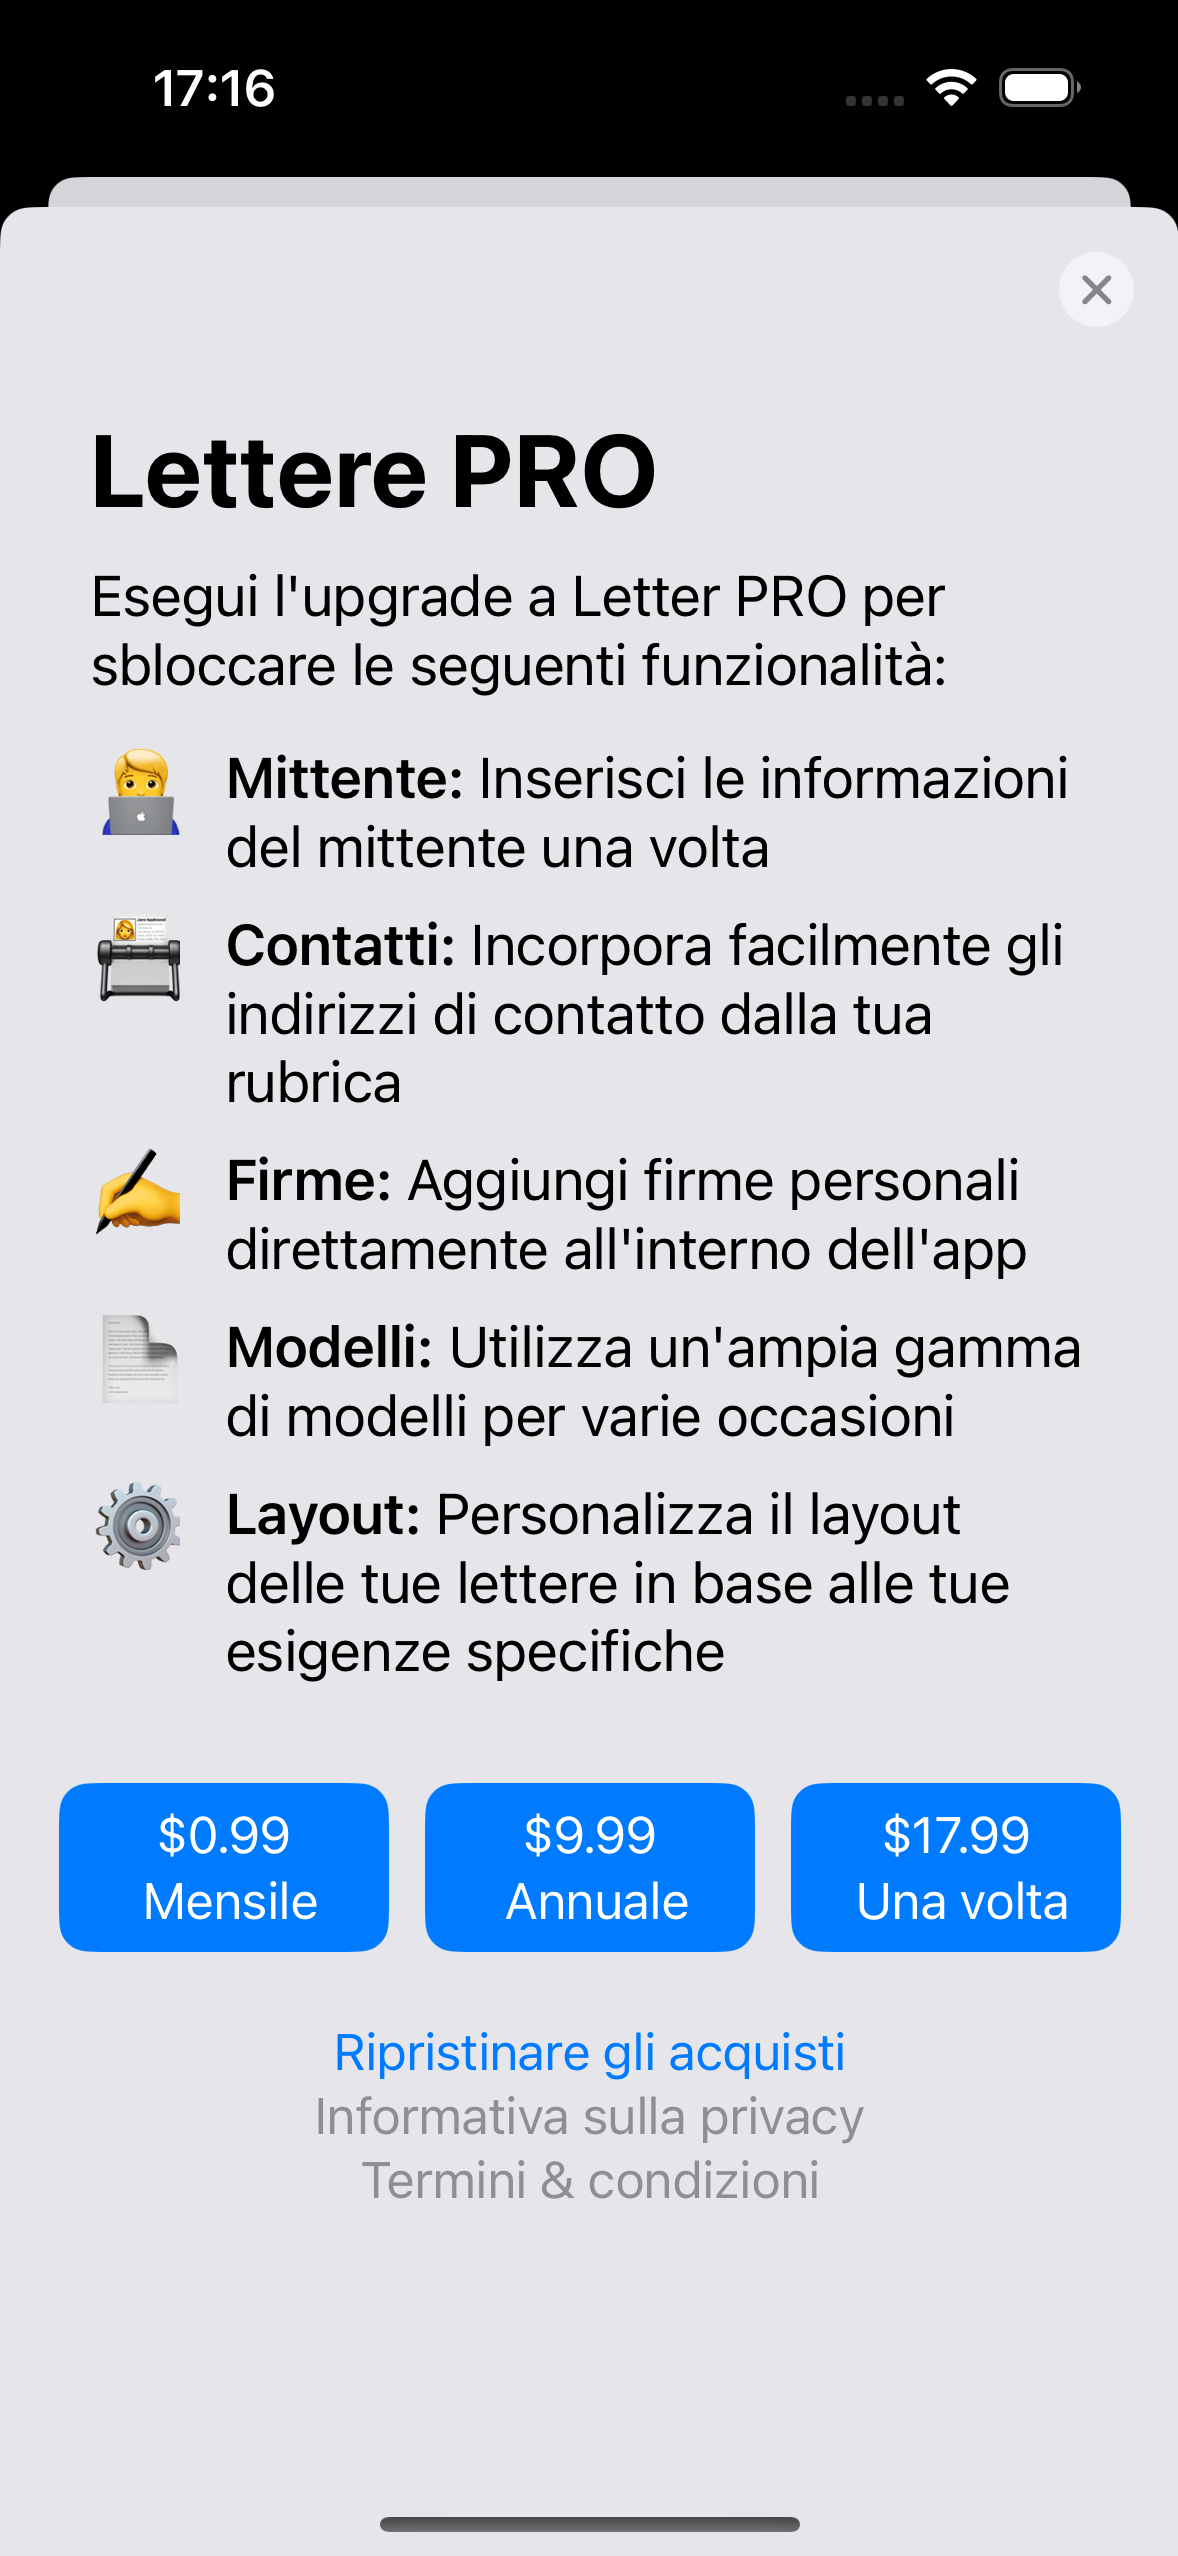 17:16
Lettere PRO
Esegui l'upgrade a Letter PRO per
sbloccare le seguenti funzionalità:
Mittente: Inserisci le informazioni
del mittente una volta
Contatti: Incorpora facilmente gli
indirizzi di contatto dalla tua
rubrica
Firme: Aggiungi firme personali
direttamente all'interno dell'app
Modelli: Utilizza un'ampia gamma
di modelli per varie occasioni
Layout: Personalizza il layout
delle tue lettere in base alle tue
esigenze specifiche
$0.99
Mensile
$9.99
Annuale
$17.99
Una volta
Ripristinare gli acquisti
Informativa sulla privacy
Termini & condizioni